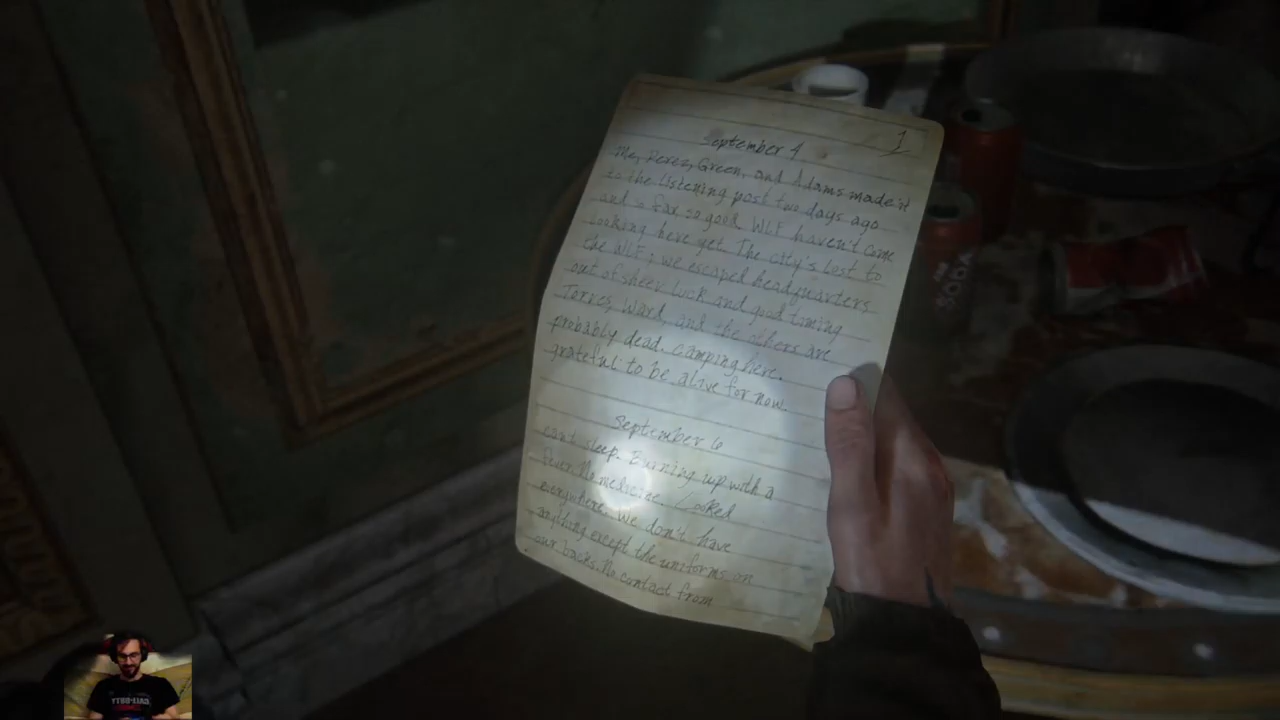 1
September 4
Me, Perez, Green, and Adams made it
to the listening post two days ago
and so far so good. WLF haven't come
looking here yet. The city's lost to
the WLF; we escaped headquarters
out of sheer luck and good timing
Torres, Ward, and the others are
probably dead. Camping here.
grateful to be alive for now.
September 6
can't sleep. Burning up with a
fever. No medicine. Looked
everywhere. We don't have
anything except the uniforms on
our backs. No contact from
SODA